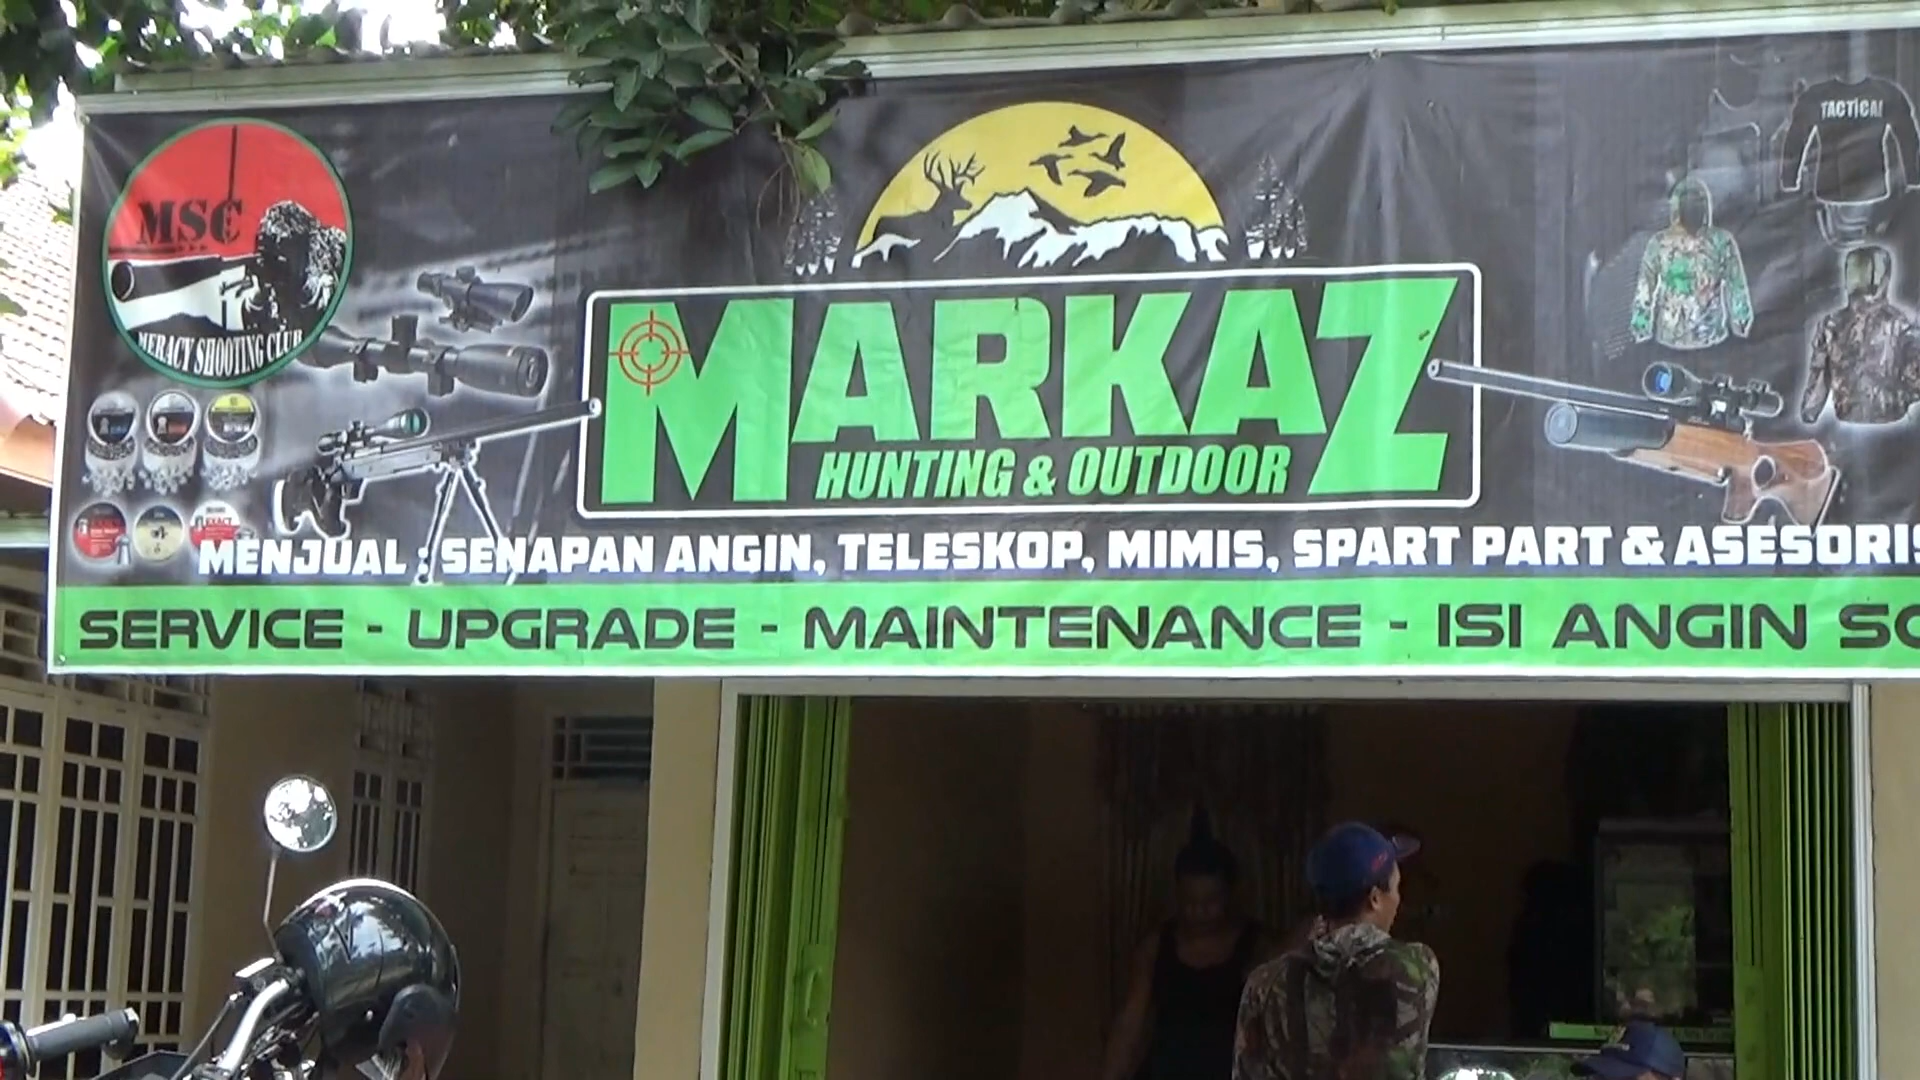 TACTICAL
MSC
MERACY SHOOTING CLUB
MARKAZ
HUNTING & OUTDOOR
EXACT
MENJUAL : SENAPAN ANGIN, TELESKOP, MIMIS, SPART PART & ASESORIS
SERVICE - UPGRADE - MAINTENANCE - ISI ANGIN